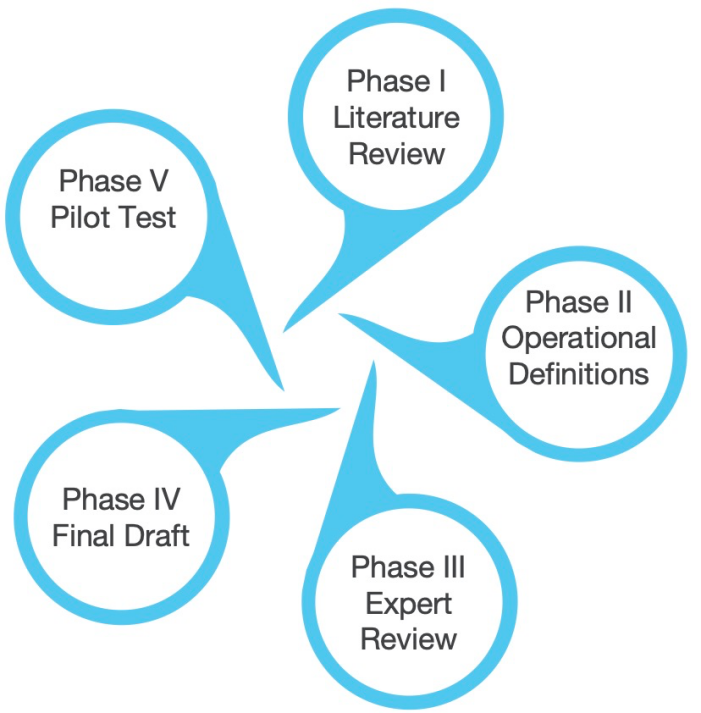 Phase I
Literature
Review
Phase II
Operational
Definitions
Phase III
Expert
Review
Phase IV
Final Draft
Phase V
Pilot Test